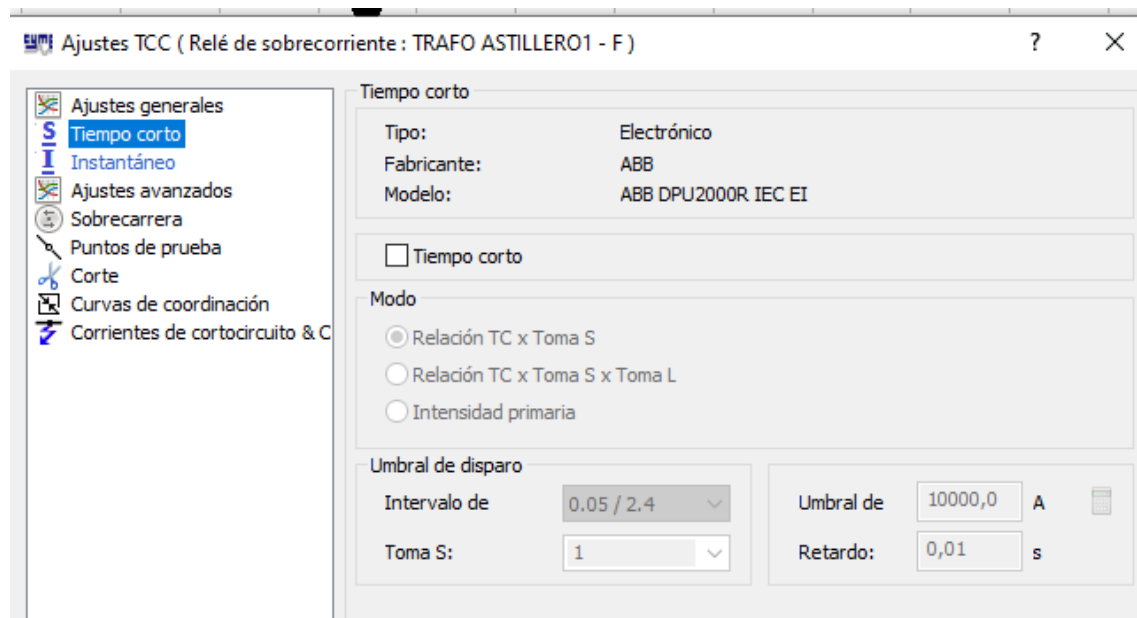 CYME Ajustes TCC ( Relé de sobrecorriente : TRAFO ASTILLERO1 - F ) ? ×
Ajustes generales
S Tiempo corto
I Instantáneo
Ajustes avanzados
Sobrecarrera
Puntos de prueba
Corte
Curvas de coordinación
Corrientes de cortocircuito & C
Tiempo corto
Tipo: Electrónico
Fabricante: ABB
Modelo: ABB DPU2000R IEC EI
Tiempo corto
Modo
Relación TC x Toma S
Relación TC x Toma S x Toma L
Intensidad primaria
Umbral de disparo
Intervalo de 0.05 / 2.4
Toma S: 1
Umbral de 10000,0 A
Retardo: 0,01 s